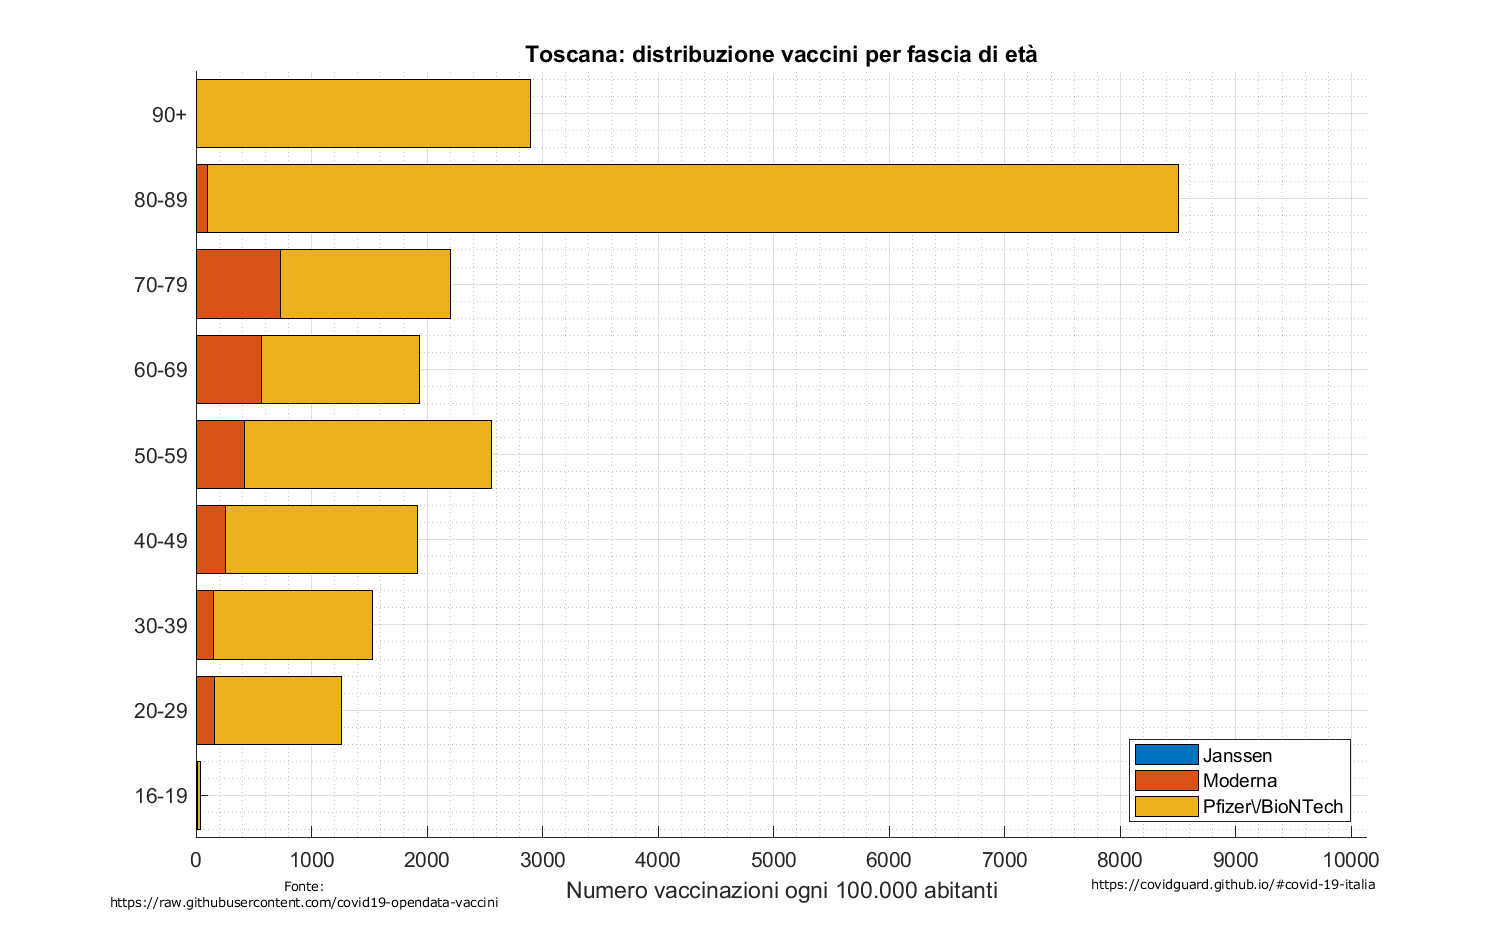 Toscana: distribuzione vaccini per fascia di età
90+
80-89
70-79
60-69
50-59
40-49
30-39
20-29
16-19
Janssen
Moderna
Pfizer\/BioNTech
0 1000 2000 3000 4000 5000 6000 7000 8000 9000 10000
Numero vaccinazioni ogni 100.000 abitanti
Fonte:
https://raw.githubusercontent.com/covid19-opendata-vaccini
https://covidguard.github.io/#covid-19-italia